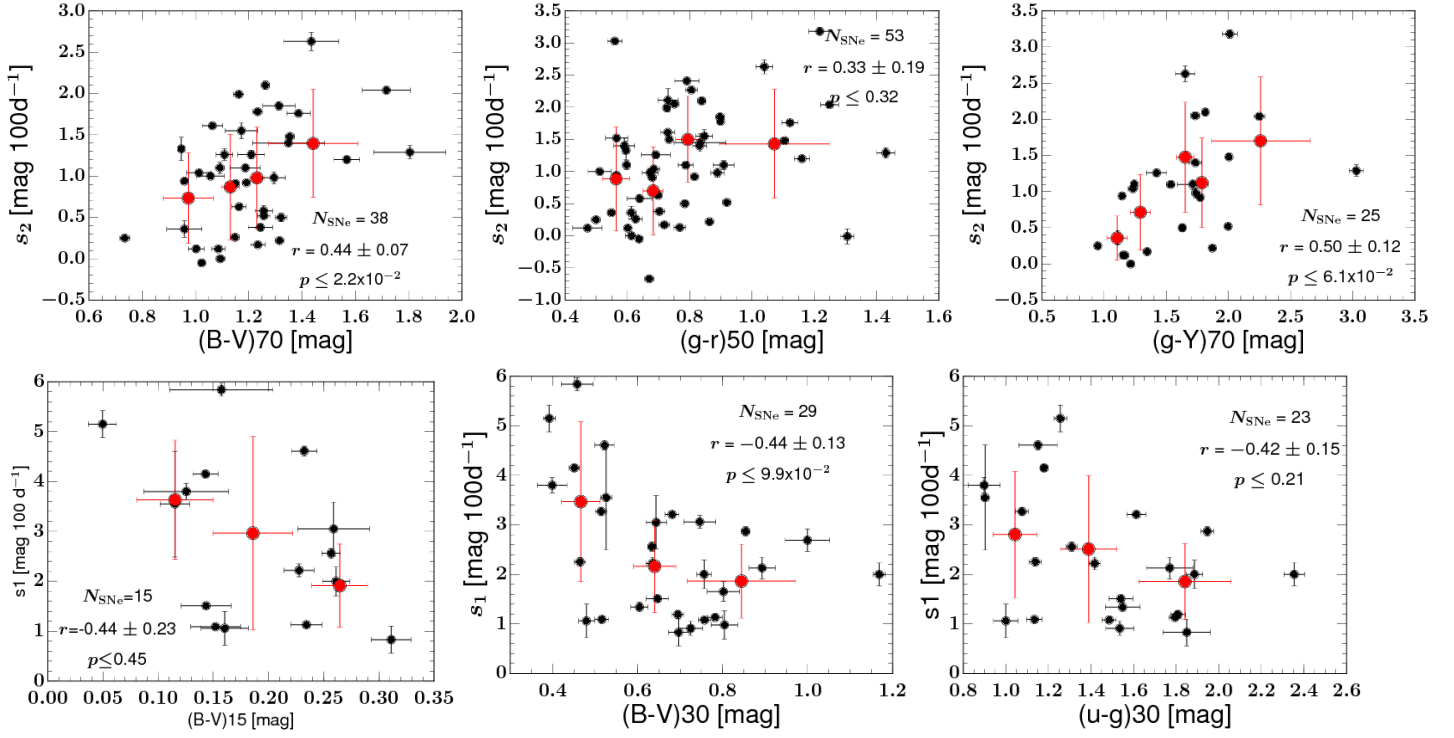 3.0
2.5
2.0
1.5
1.0
0.5
0.0
−0.5
s₂ [mag 100d⁻¹]
N_SNe = 38
r = 0.44 ± 0.07
p ≤ 2.2x10⁻²
0.6 0.8 1.0 1.2 1.4 1.6 1.8 2.0
(B-V)70 [mag]
3.5
3.0
2.5
2.0
1.5
1.0
0.5
0.0
−0.5
−1.0
s₂ [mag 100d⁻¹]
N_SNe = 53
r = 0.33 ± 0.19
p ≤ 0.32
0.4 0.6 0.8 1.0 1.2 1.4 1.6
(g-r)50 [mag]
3.5
3.0
2.5
2.0
1.5
1.0
0.5
0.0
−0.5
s₂ [mag 100d⁻¹]
N_SNe = 25
r = 0.50 ± 0.12
p ≤ 6.1x10⁻²
0.5 1.0 1.5 2.0 2.5 3.0 3.5
(g-Y)70 [mag]
6
5
4
3
2
1
0
s1 [mag 100 d⁻¹]
N_SNe=15
r=-0.44 ± 0.23
p≤0.45
0.00 0.05 0.10 0.15 0.20 0.25 0.30 0.35
(B-V)15 [mag]
6
5
4
3
2
1
0
s₁ [mag 100d⁻¹]
N_SNe = 29
r = −0.44 ± 0.13
p ≤ 9.9x10⁻²
0.4 0.6 0.8 1.0 1.2
(B-V)30 [mag]
6
5
4
3
2
1
0
s1 [mag 100d⁻¹]
N_SNe = 23
r = −0.42 ± 0.15
p ≤ 0.21
0.8 1.0 1.2 1.4 1.6 1.8 2.0 2.2 2.4 2.6
(u-g)30 [mag]